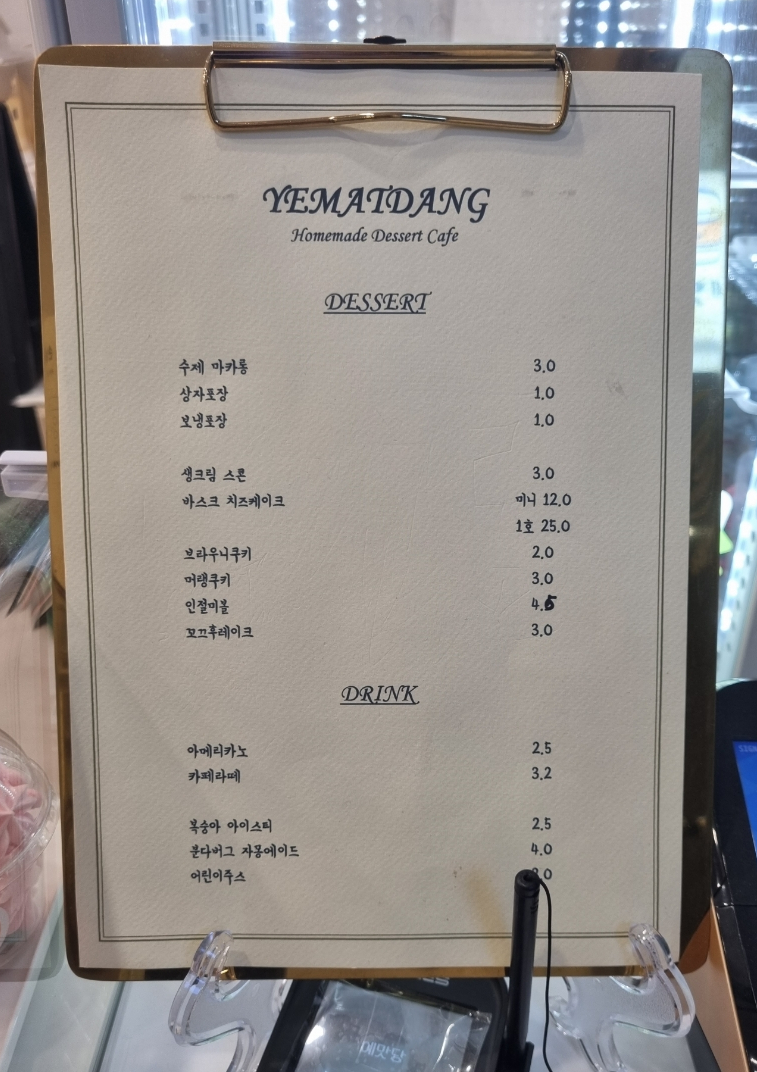 YEMATDANG
Homemade Dessert Cafe
DESSERT
수제 마카롱 3.0
상자포장 1.0
보냉포장 1.0
생크림 스콘 3.0
바스크 치즈케이크 미니 12.0
1호 25.0
브라우니쿠키 2.0
머랭쿠키 3.0
인절미볼 4.5
꼬끄후레이크 3.0
DRINK
아메리카노 2.5
카페라떼 3.2
복숭아 아이스티 2.5
분다버그 자몽에이드 4.0
어린이쥬스